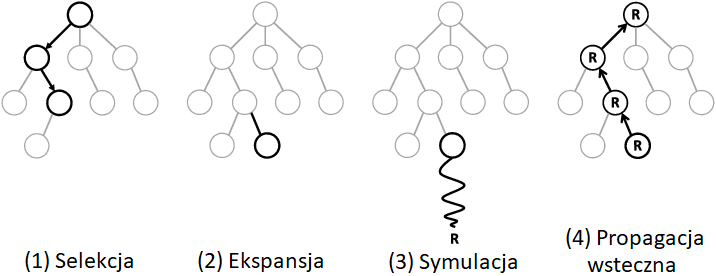 R
R
R
R
R
(1) Selekcja
(2) Ekspansja
(3) Symulacja
(4) Propagacja
wsteczna